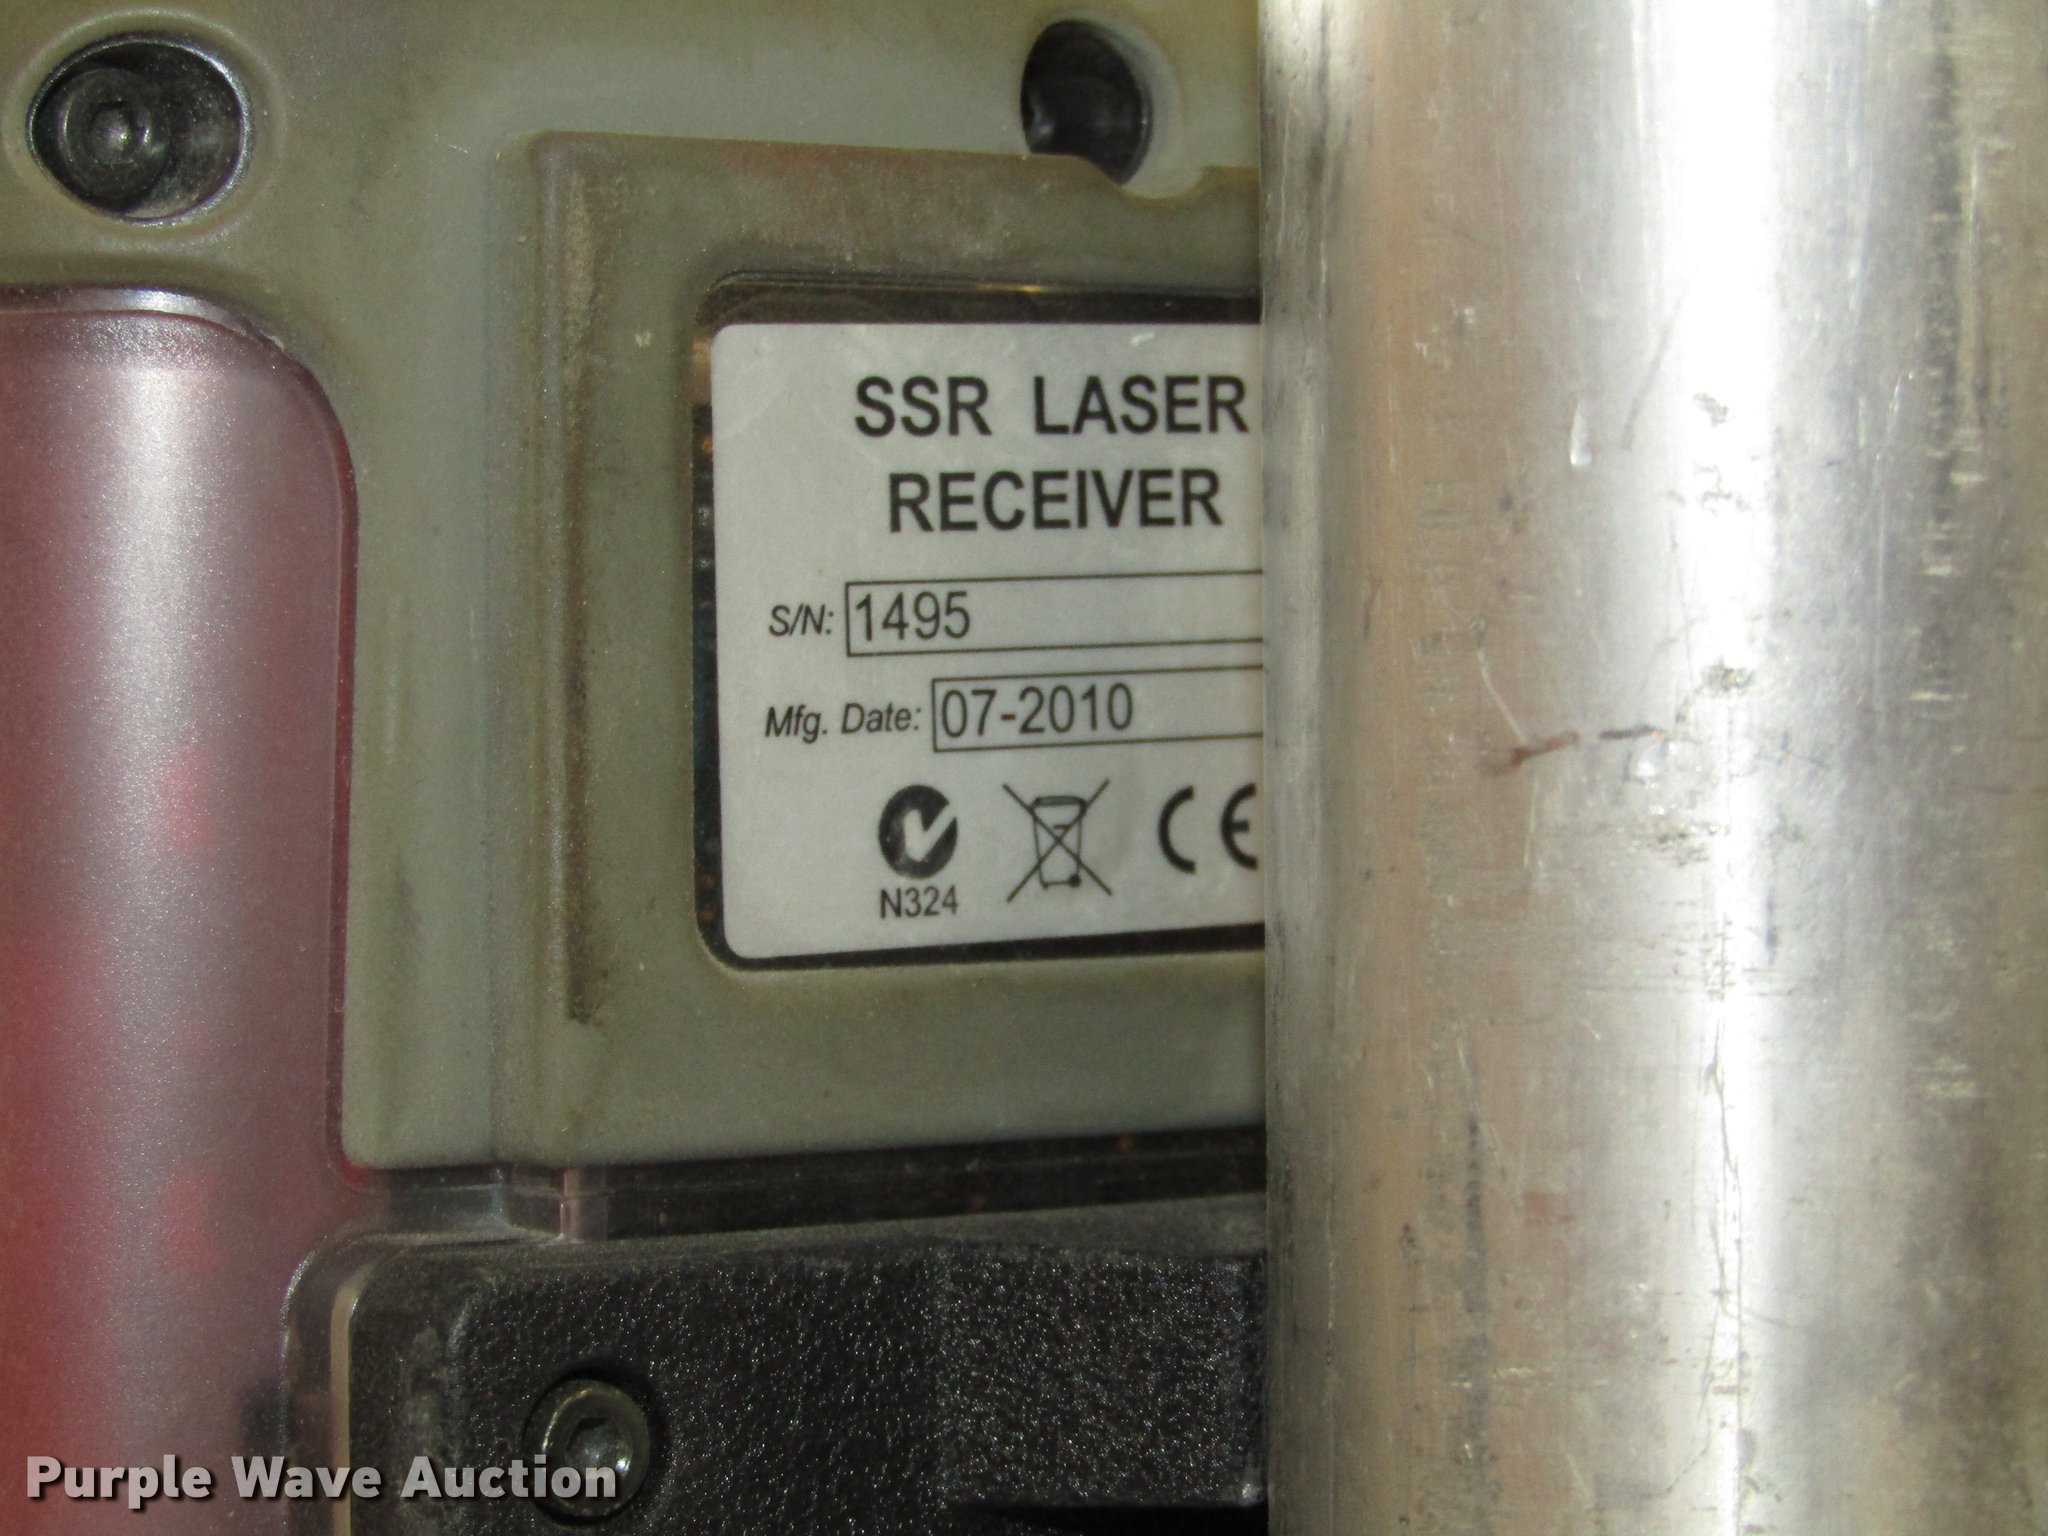 SSR LASER
RECEIVER
S/N: 1495
Mfg. Date: 07-2010
CE
N324
Purple Wave Auction